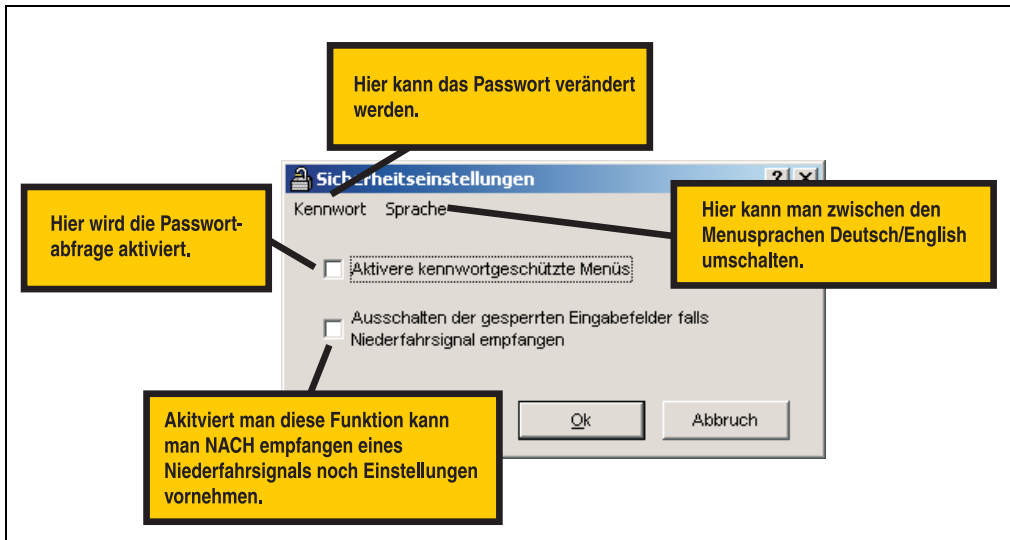 Hier kann das Passwort verändert
werden.
Sicherheitseinstellungen
Kennwort Sprache
Hier wird die Passwort-
abfrage aktiviert.
Hier kann man zwischen den
Menusprachen Deutsch/English
umschalten.
Aktivere kennwortgeschützte Menüs
Ausschalten der gesperrten Eingabefelder falls
Niederfahrsignal empfangen
Akitviert man diese Funktion kann
man NACH empfangen eines
Niederfahrsignals noch Einstellungen
vornehmen.
Ok Abbruch